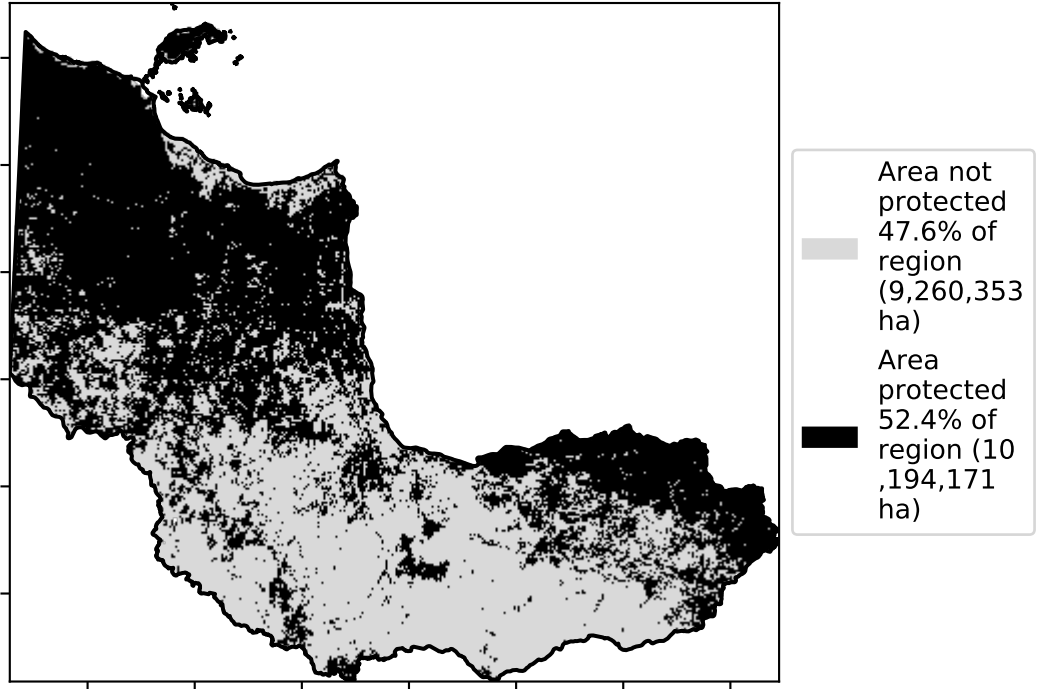 Area not
protected
47.6% of
region
(9,260,353
ha)
Area
protected
52.4% of
region (10
,194,171
ha)